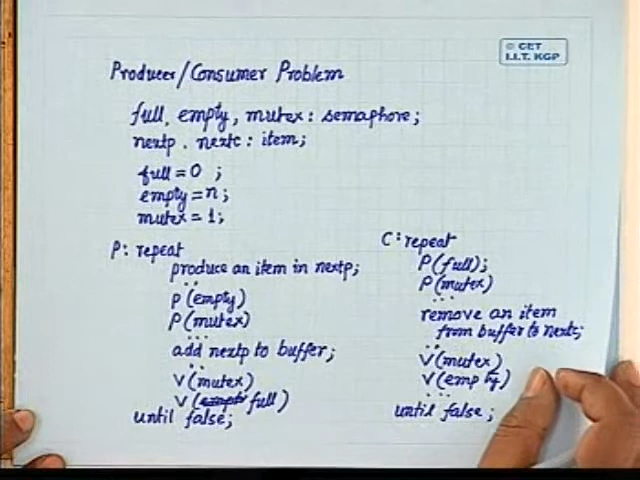 © CET
I.I.T. KGP
Producer/Consumer Problem
full, empty, mutex : semaphore;
nextp, nextc : item;
full = 0 ;
empty = n;
mutex = 1;
P: repeat
produce an item in nextp;
...
P(empty)
P(mutex)
...
add nextp to buffer;
...
V(mutex)
V(full)
until false;
C: repeat
P(full);
P(mutex)
...
remove an item
from buffer to nextc;
...
V(mutex)
V(empty)
...
until false;